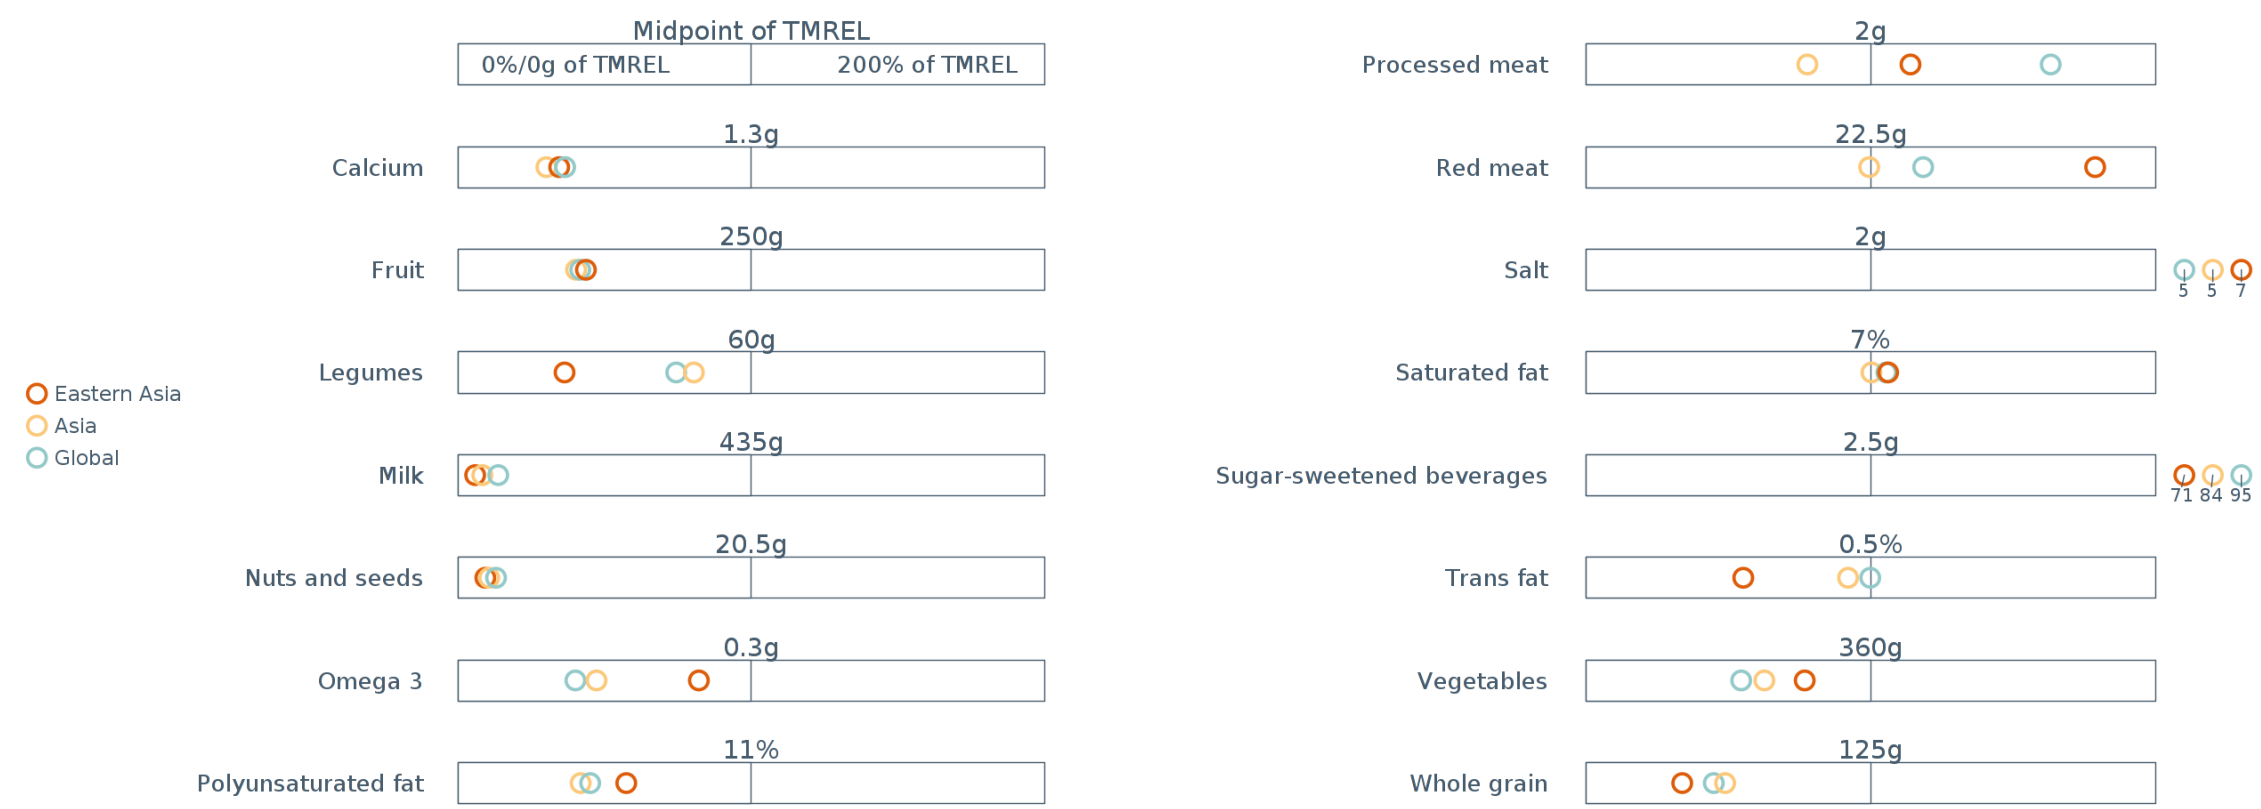 Midpoint of TMREL
0%/0g of TMREL 200% of TMREL
1.3g
Calcium
250g
Fruit
60g
Legumes
435g
Milk
20.5g
Nuts and seeds
0.3g
Omega 3
11%
Polyunsaturated fat
Eastern Asia
Asia
Global
2g
Processed meat
22.5g
Red meat
2g
Salt
5 5 7
7%
Saturated fat
2.5g
Sugar-sweetened beverages
71 84 95
0.5%
Trans fat
360g
Vegetables
125g
Whole grain